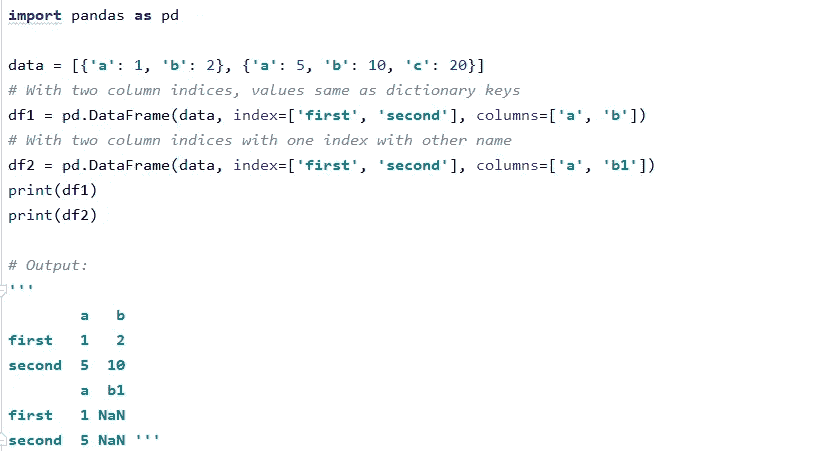 import pandas as pd
data = [{'a': 1, 'b': 2}, {'a': 5, 'b': 10, 'c': 20}]
# With two column indices, values same as dictionary keys
df1 = pd.DataFrame(data, index=['first', 'second'], columns=['a', 'b'])
# With two column indices with one index with other name
df2 = pd.DataFrame(data, index=['first', 'second'], columns=['a', 'b1'])
print(df1)
print(df2)
# Output:
'''
        a   b
first   1   2
second  5  10
        a  b1
first   1 NaN
second  5 NaN '''